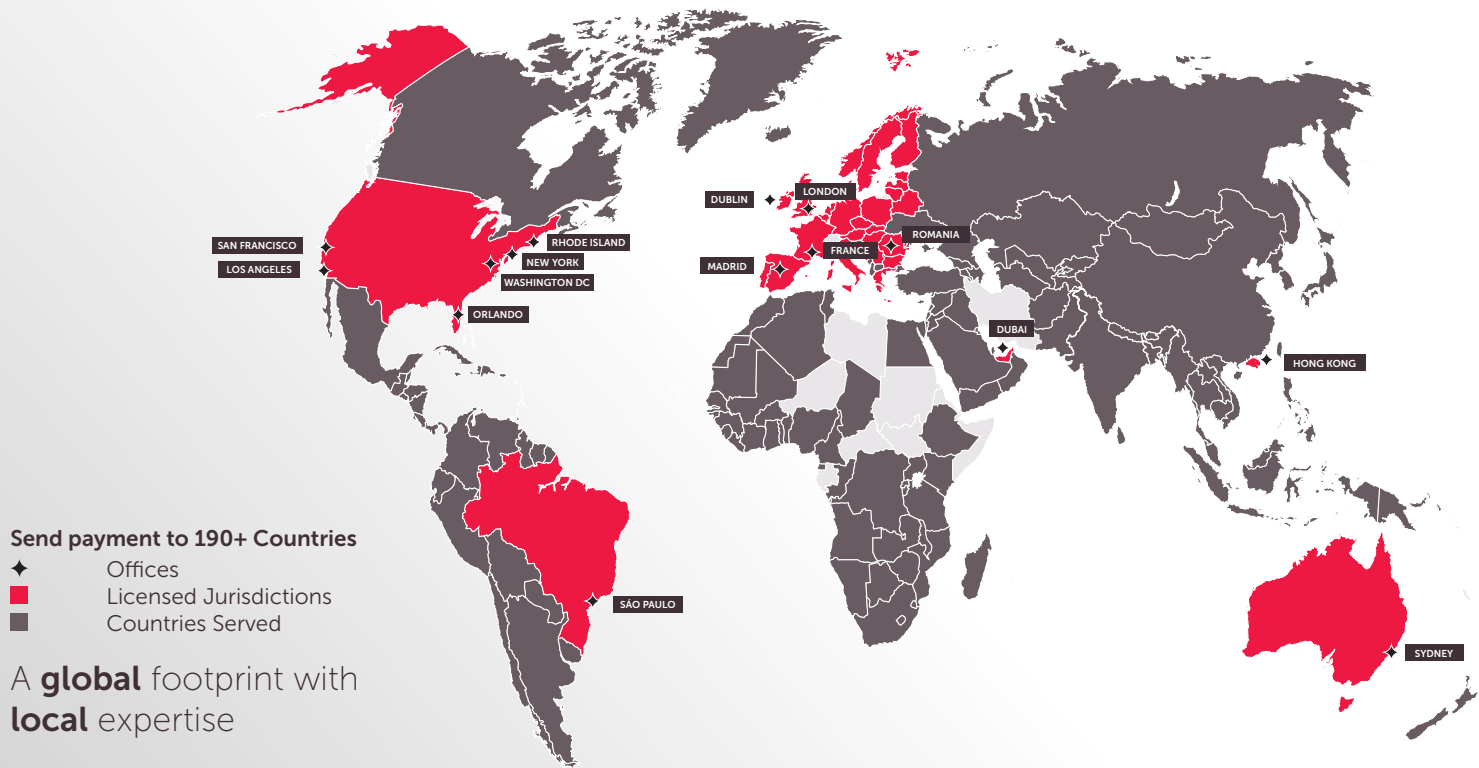 DUBLIN
LONDON
SAN FRANCISCO
RHODE ISLAND
ROMANIA
FRANCE
LOS ANGELES
NEW YORK
MADRID
WASHINGTON DC
ORLANDO
DUBAI
HONG KONG
Send payment to 190+ Countries
Offices
Licensed Jurisdictions
Countries Served
SÁO PAULO
SYDNEY
A global footprint with
local expertise